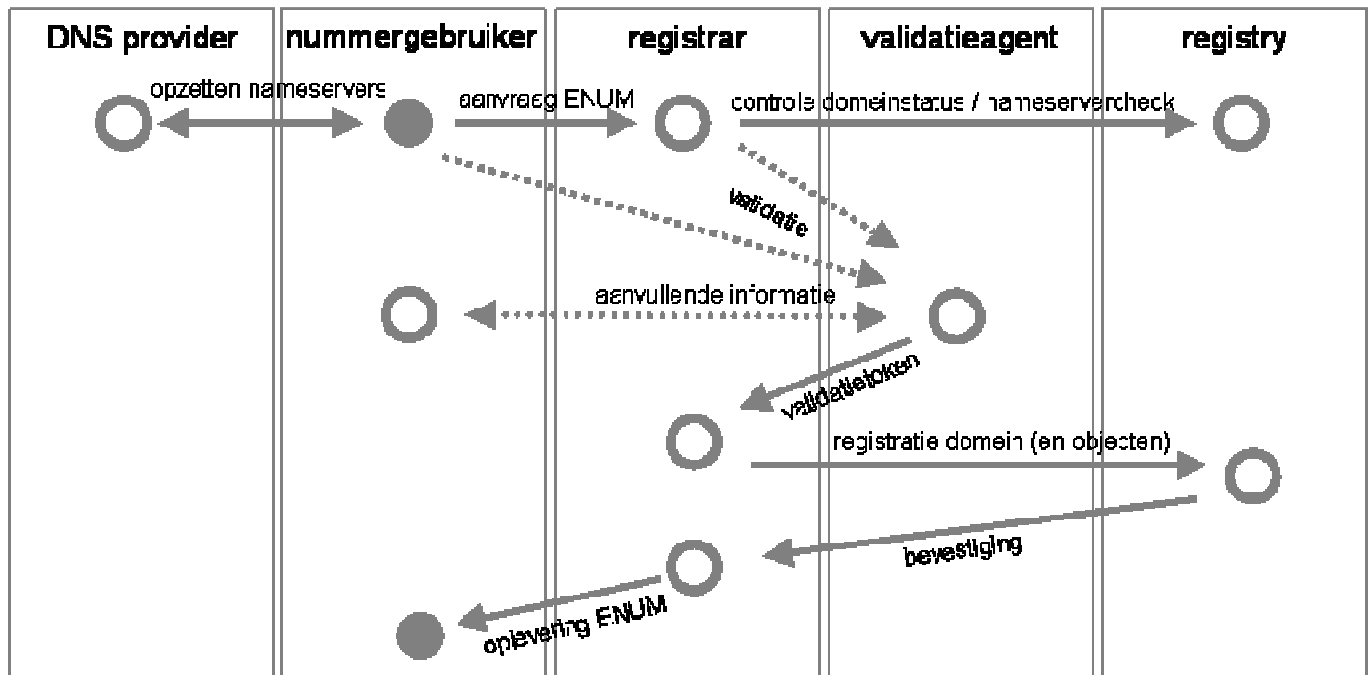 DNS provider
nummergebruiker
registrar
validatieagent
registry
opzetten nameservers
aanvraag ENUM
controle domeinstatus / nameservercheck
validatie
aanvullende informatie
validatietoken
registratie domein (en objecten)
bevestiging
oplevering ENUM